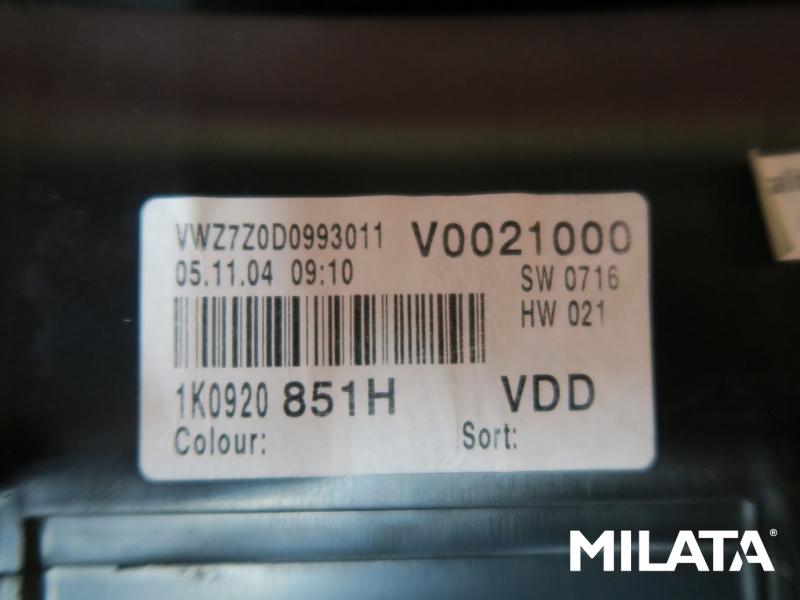 VWZ7Z0D0993011 V0021000
05.11.04 09:10 SW 0716
HW 021
1K0920 851H VDD
Colour: Sort:
MILATA®